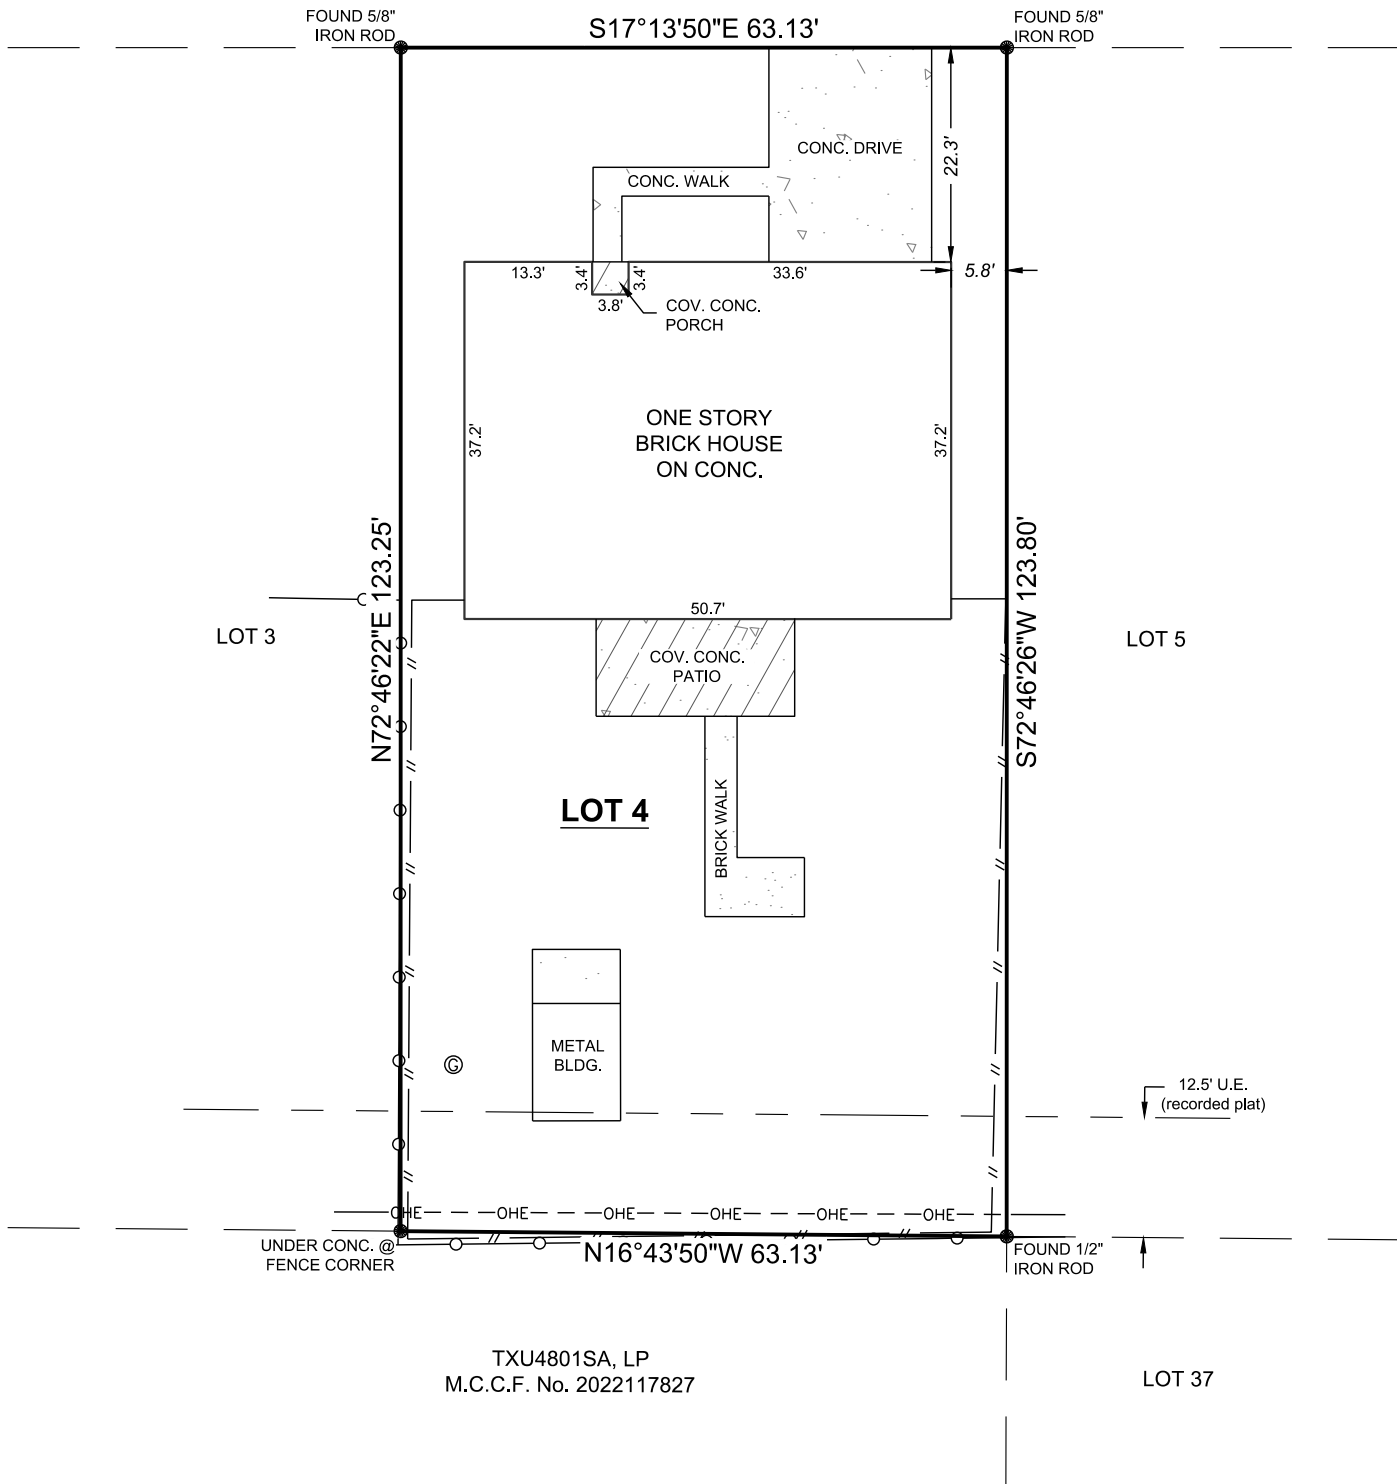 FOUND 5/8"
IRON ROD
S17°13'50"E 63.13'
FOUND 5/8"
IRON ROD
CONC. DRIVE
22.3'
CONC. WALK
13.3'
3.4'
3.4'
3.8'
33.6'
5.8'
COV. CONC.
PORCH
ONE STORY
BRICK HOUSE
ON CONC.
37.2'
37.2'
N72°46'22"E 123.25'
S72°46'26"W 123.80'
50.7'
LOT 3
LOT 5
COV. CONC.
PATIO
LOT 4
BRICK WALK
METAL
BLDG.
G
12.5' U.E.
(recorded plat)
OHE
OHE
OHE
OHE
OHE
OHE
UNDER CONC. @
FENCE CORNER
N16°43'50"W 63.13'
FOUND 1/2"
IRON ROD
TXU4801SA, LP
M.C.C.F. No. 2022117827
LOT 37